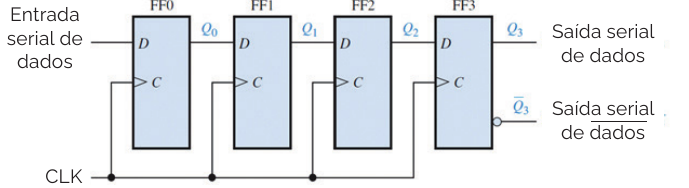 FF0 FF1 FF2 FF3
Entrada
serial de
dados
D Q₀ D Q₁ D Q₂ D Q₃
Saída serial
de dados
C C C C
Q̅₃
Saída serial
de d̅a̅d̅o̅s̅
CLK